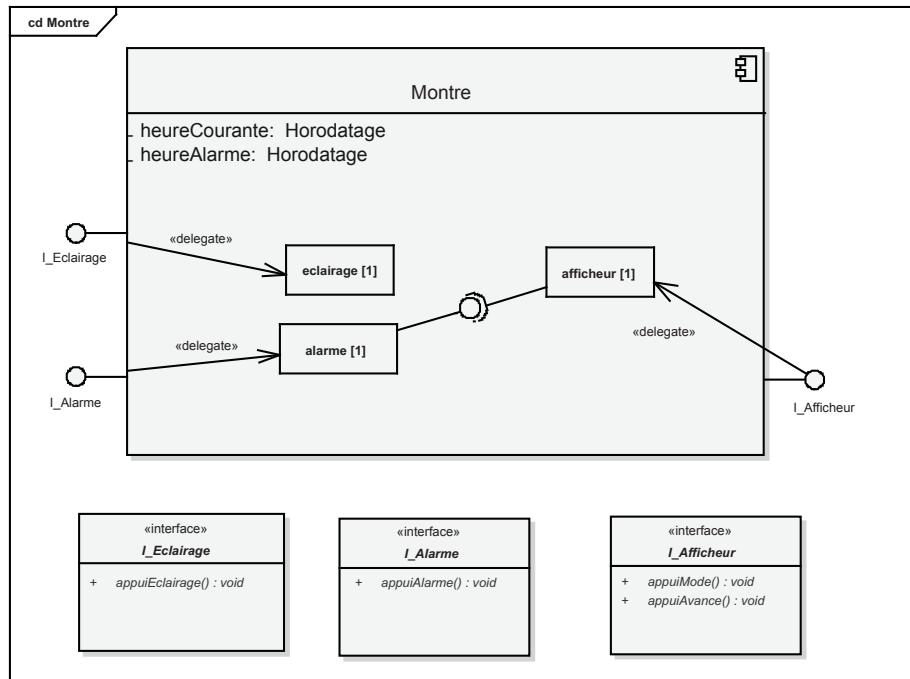 cd Montre
Montre
heureCourante: Horodatage
heureAlarme: Horodatage
«delegate»
I_Eclairage
eclairage [1]
afficheur [1]
«delegate»
«delegate»
alarme [1]
I_Alarme
I_Afficheur
«interface»
I_Eclairage
+ appuiEclairage() : void
«interface»
I_Alarme
+ appuiAlarme() : void
«interface»
I_Afficheur
+ appuiMode() : void
+ appuiAvance() : void